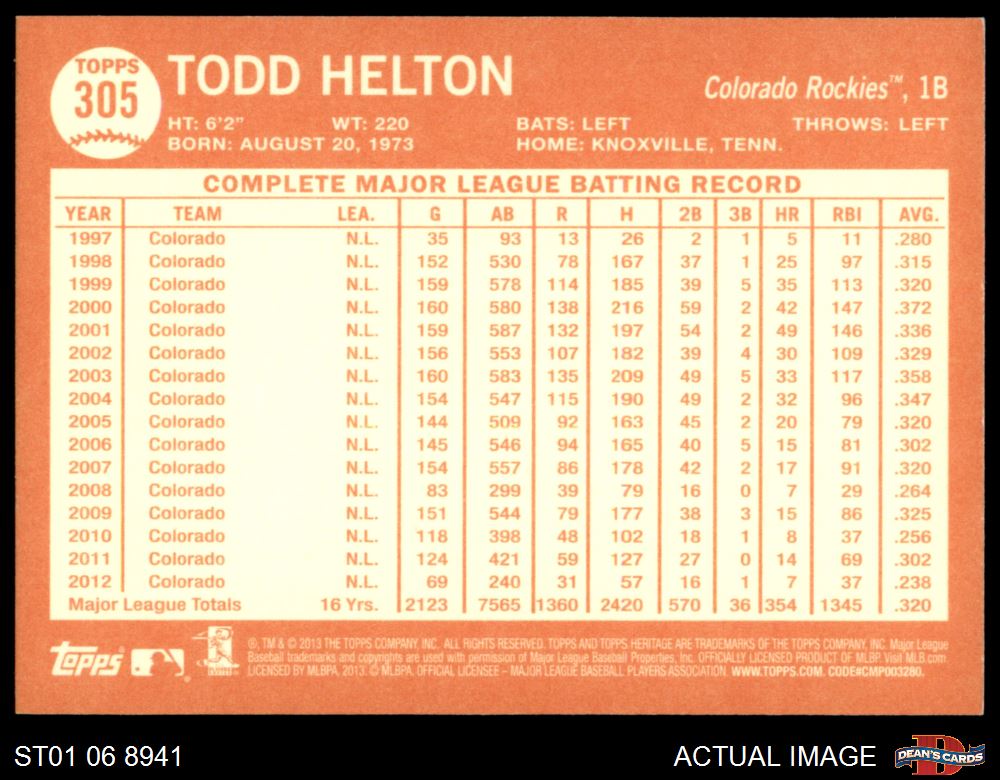 TOPPS
305
TODD HELTON
Colorado Rockies™, 1B
HT: 6'2" WT: 220 BATS: LEFT THROWS: LEFT
BORN: AUGUST 20, 1973 HOME: KNOXVILLE, TENN.
COMPLETE MAJOR LEAGUE BATTING RECORD
YEAR TEAM LEA. G AB R H 2B 3B HR RBI AVG.
1997 Colorado N.L. 35 93 13 26 2 1 5 11 .280
1998 Colorado N.L. 152 530 78 167 37 1 25 97 .315
1999 Colorado N.L. 159 578 114 185 39 5 35 113 .320
2000 Colorado N.L. 160 580 138 216 59 2 42 147 .372
2001 Colorado N.L. 159 587 132 197 54 2 49 146 .336
2002 Colorado N.L. 156 553 107 182 39 4 30 109 .329
2003 Colorado N.L. 160 583 135 209 49 5 33 117 .358
2004 Colorado N.L. 154 547 115 190 49 2 32 96 .347
2005 Colorado N.L. 144 509 92 163 45 2 20 79 .320
2006 Colorado N.L. 145 546 94 165 40 5 15 81 .302
2007 Colorado N.L. 154 557 86 178 42 2 17 91 .320
2008 Colorado N.L. 83 299 39 79 16 0 7 29 .264
2009 Colorado N.L. 151 544 79 177 38 3 15 86 .325
2010 Colorado N.L. 118 398 48 102 18 1 8 37 .256
2011 Colorado N.L. 124 421 59 127 27 0 14 69 .302
2012 Colorado N.L. 69 240 31 57 16 1 7 37 .238
Major League Totals 16 Yrs. 2123 7565 1360 2420 570 36 354 1345 .320
Topps
®, TM & © 2013 THE TOPPS COMPANY, INC. ALL RIGHTS RESERVED. TOPPS AND TOPPS HERITAGE ARE TRADEMARKS OF THE TOPPS COMPANY, INC. Major League
Baseball trademarks and copyrights are used with permission of Major League Baseball Properties, Inc. OFFICIALLY LICENSED PRODUCT OF MLBP. Visit MLB.com
LICENSED BY MLBPA, 2013. © MLBPA. OFFICIAL LICENSEE – MAJOR LEAGUE BASEBALL PLAYERS ASSOCIATION. WWW.TOPPS.COM. CODE#CMP003280.
ST01 06 8941 ACTUAL IMAGE DEAN'S CARDS